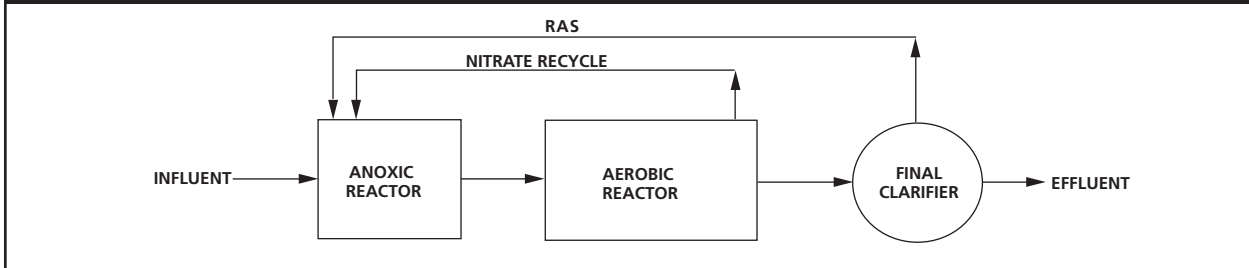 RAS
NITRATE RECYCLE
INFLUENT
ANOXIC
REACTOR
AEROBIC
REACTOR
FINAL
CLARIFIER
EFFLUENT